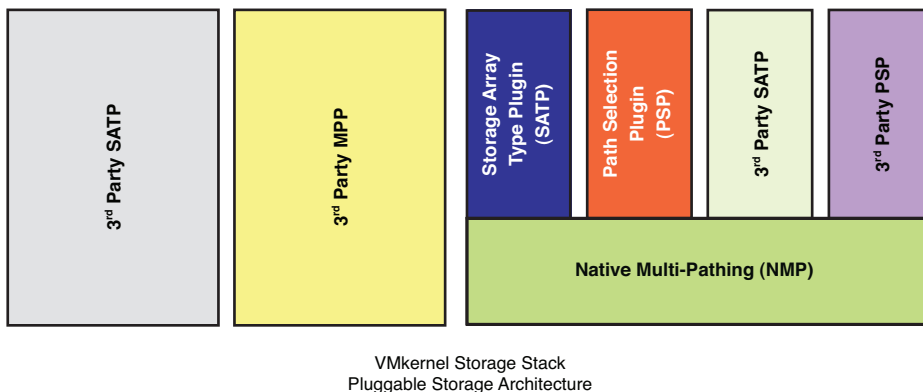 3rd Party SATP
3rd Party MPP
Storage Array
Type Plugin
(SATP)
Path Selection
Plugin
(PSP)
3rd Party SATP
3rd Party PSP
Native Multi-Pathing (NMP)
VMkernel Storage Stack
Pluggable Storage Architecture